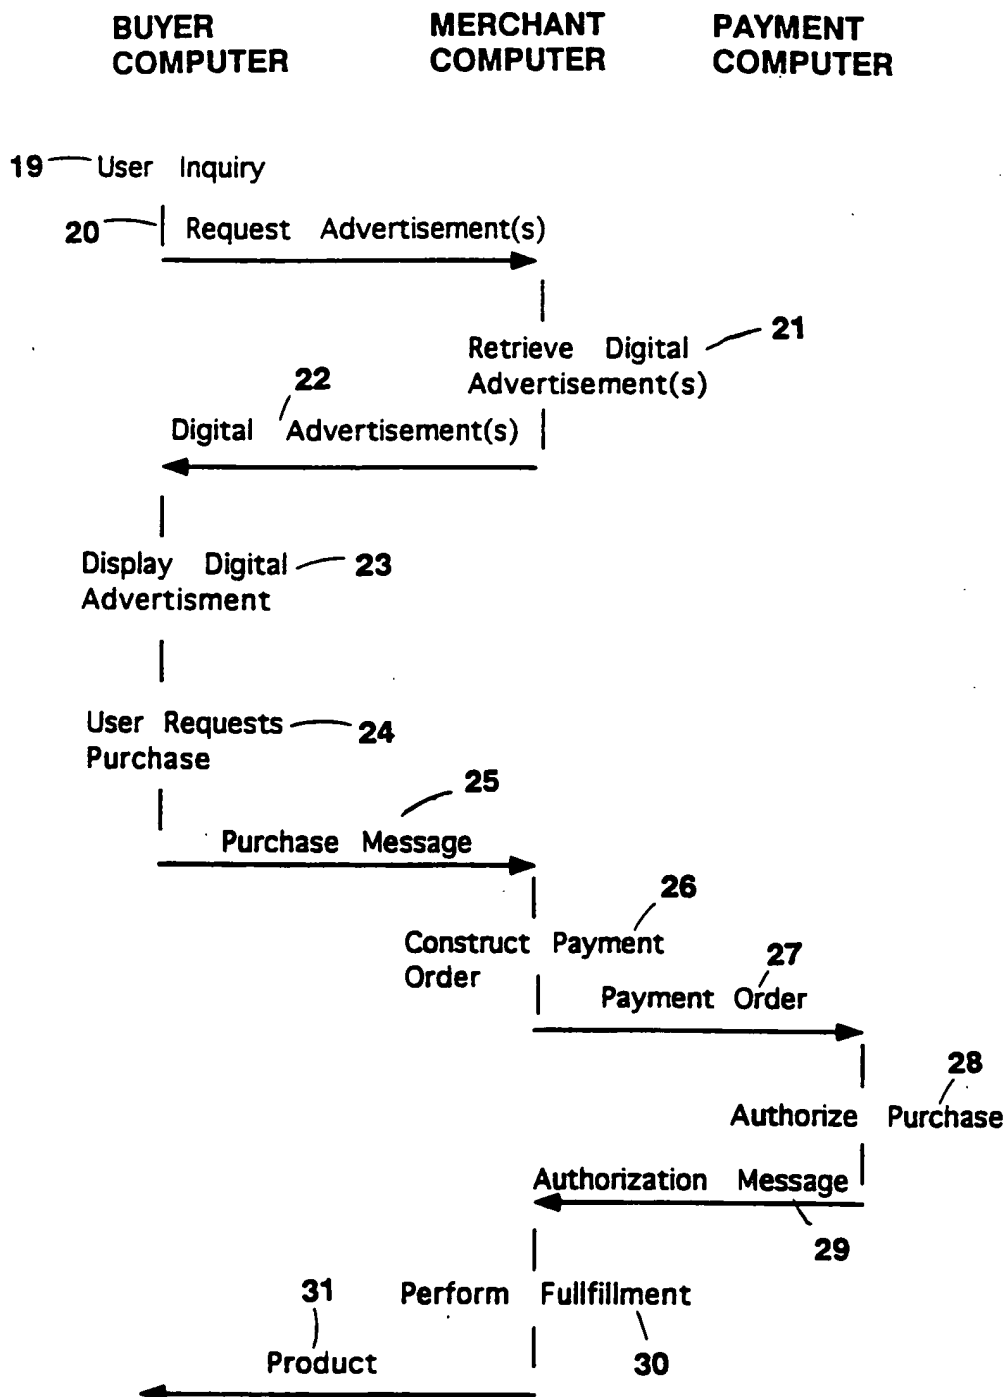 BUYER
COMPUTER
MERCHANT
COMPUTER
PAYMENT
COMPUTER
19 User Inquiry
20 Request Advertisement(s)
21
Retrieve Digital
Advertisement(s)
22
Digital Advertisement(s)
Display Digital 23
Advertisment
User Requests 24
Purchase
25
Purchase Message
26
Construct Payment
Order
27
Payment Order
28
Authorize Purchase
Authorization Message
29
31
Perform Fullfillment
Product
30